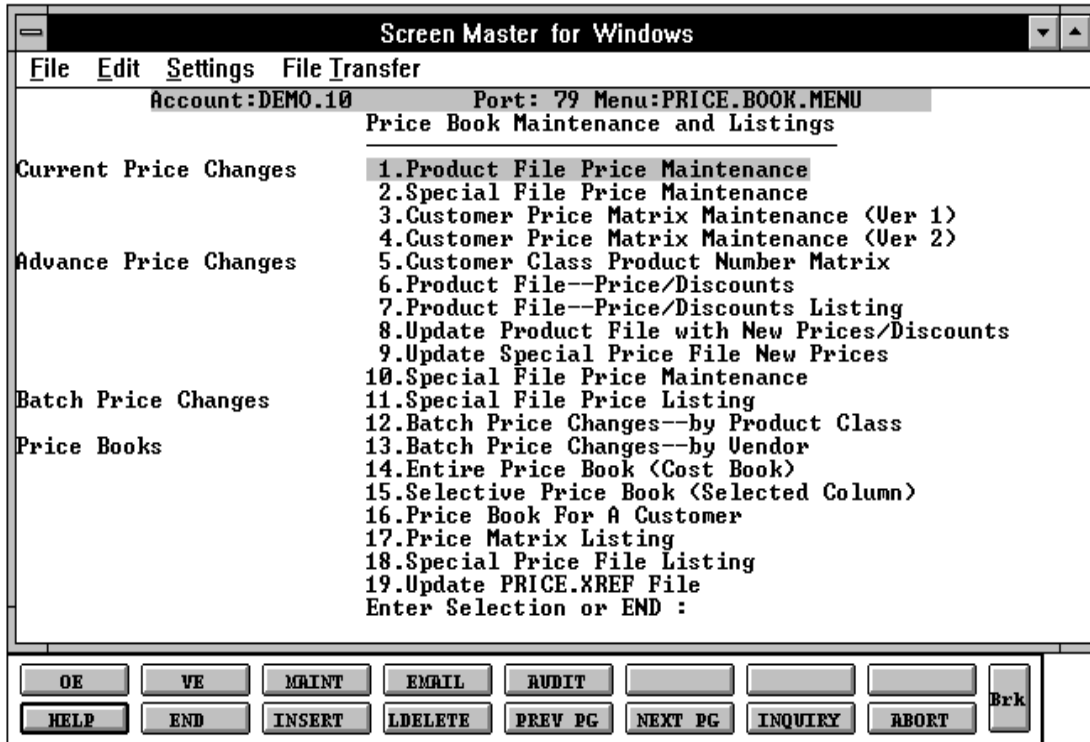 Screen Master for Windows
File Edit Settings File Transfer
Account:DEMO.10 Port: 79 Menu:PRICE.BOOK.MENU
Price Book Maintenance and Listings
Current Price Changes 1.Product File Price Maintenance
2.Special File Price Maintenance
3.Customer Price Matrix Maintenance (Ver 1)
4.Customer Price Matrix Maintenance (Ver 2)
Advance Price Changes 5.Customer Class Product Number Matrix
6.Product File--Price/Discounts
7.Product File--Price/Discounts Listing
8.Update Product File with New Prices/Discounts
9.Update Special Price File New Prices
10.Special File Price Maintenance
Batch Price Changes 11.Special File Price Listing
12.Batch Price Changes--by Product Class
Price Books 13.Batch Price Changes--by Vendor
14.Entire Price Book (Cost Book)
15.Selective Price Book (Selected Column)
16.Price Book For A Customer
17.Price Matrix Listing
18.Special Price File Listing
19.Update PRICE.XREF File
Enter Selection or END :
OE VE MAINT EMAIL AUDIT Brk
HELP END INSERT LDELETE PREV PG NEXT PG INQUIRY ABORT